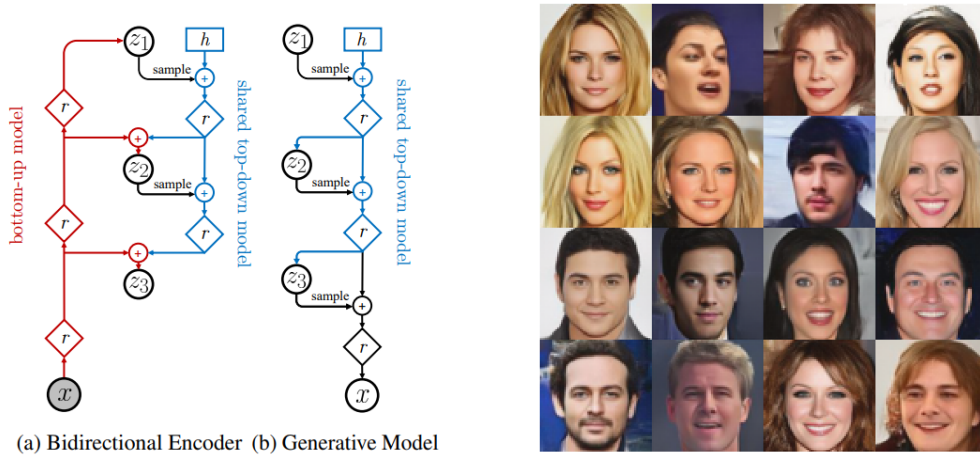 z1
h
sample
+
r
r
+
z2
sample
+
r
r
+
z3
r
x
bottom-up model
shared top-down model
z1
h
sample
+
r
z2
sample
+
r
z3
sample
+
r
x
shared top-down model
(a) Bidirectional Encoder (b) Generative Model